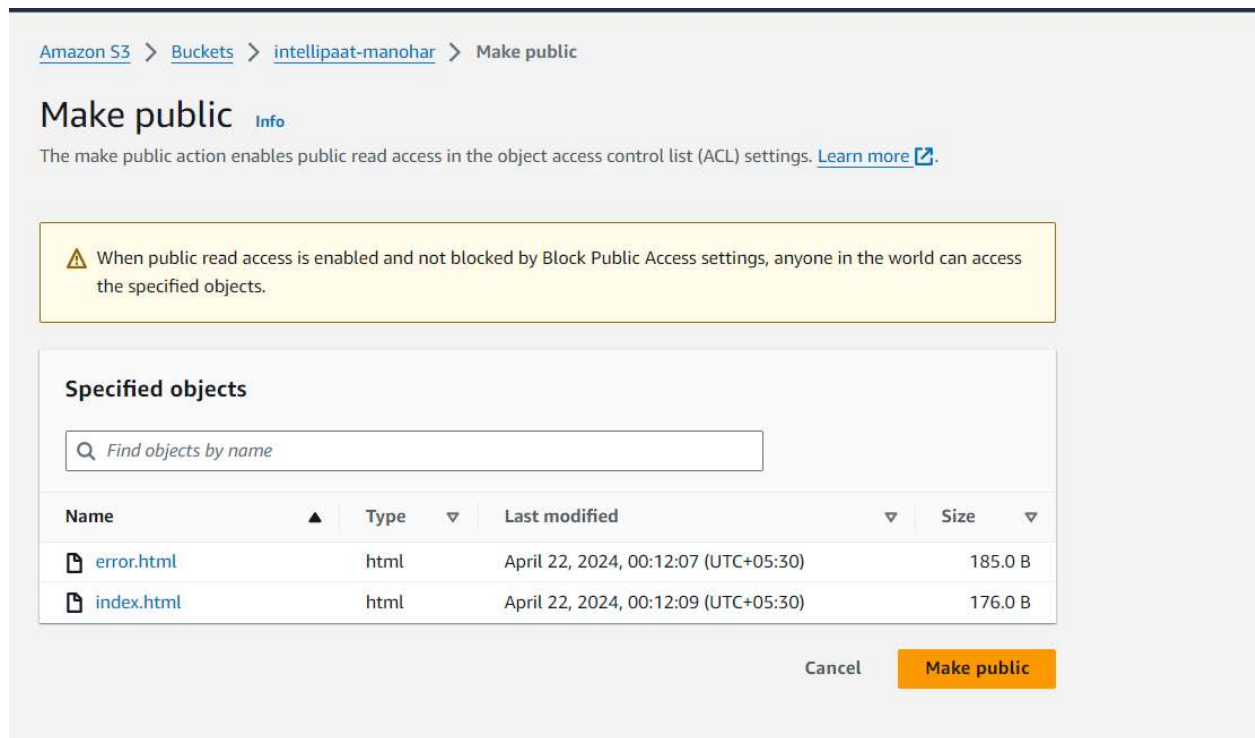 Amazon S3 > Buckets > intellipaat-manohar > Make public
Make public Info
The make public action enables public read access in the object access control list (ACL) settings. Learn more.
When public read access is enabled and not blocked by Block Public Access settings, anyone in the world can access
the specified objects.
Specified objects
Find objects by name
Name Type Last modified Size
error.html html April 22, 2024, 00:12:07 (UTC+05:30) 185.0 B
index.html html April 22, 2024, 00:12:09 (UTC+05:30) 176.0 B
Cancel Make public